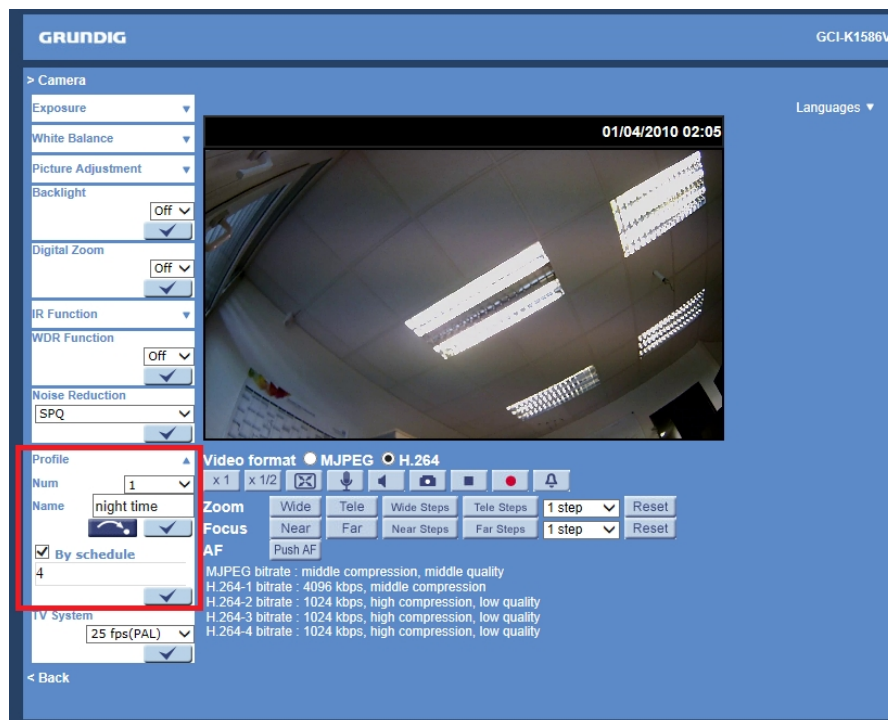 GRUNDIG
GCI-K1586V
> Camera
Languages
Exposure
White Balance
Picture Adjustment
Backlight
Off
Digital Zoom
Off
IR Function
WDR Function
Off
Noise Reduction
SPQ
Profile
Num 1
Name night time
By schedule
4
TV System
25 fps(PAL)
< Back
01/04/2010 02:05
Video format MJPEG H.264
x 1 x 1/2
Zoom Wide Tele Wide Steps Tele Steps 1 step Reset
Focus Near Far Near Steps Far Steps 1 step Reset
AF Push AF
MJPEG bitrate : middle compression, middle quality
H.264-1 bitrate : 4096 kbps, middle compression
H.264-2 bitrate : 1024 kbps, high compression, low quality
H.264-3 bitrate : 1024 kbps, high compression, low quality
H.264-4 bitrate : 1024 kbps, high compression, low quality